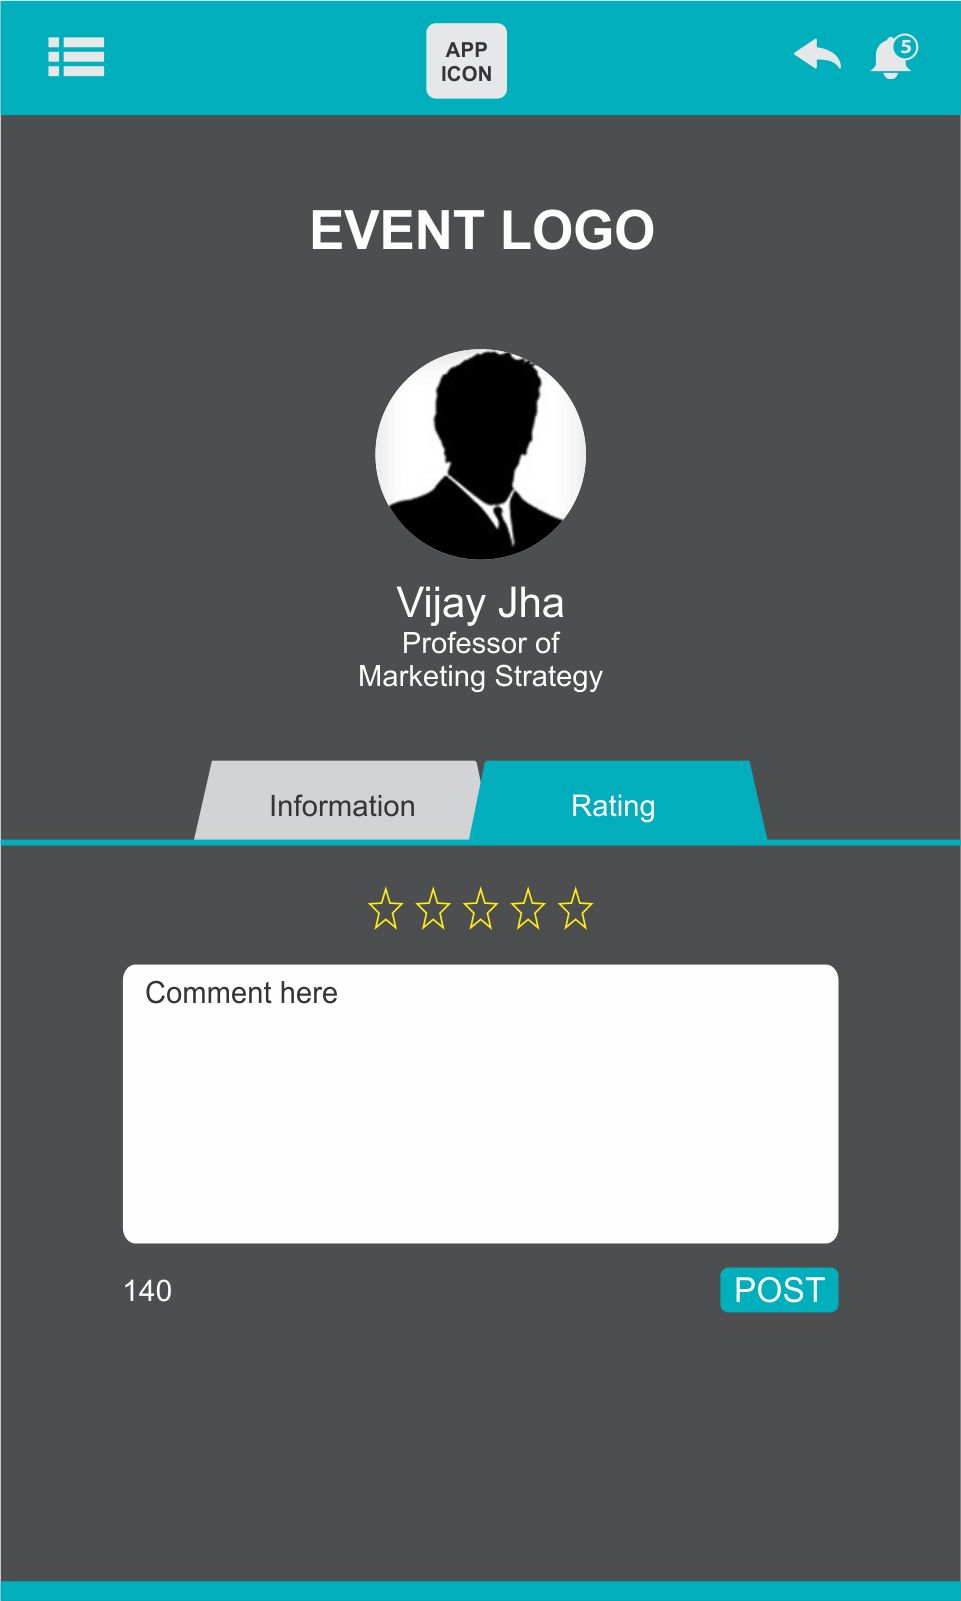 APP
ICON
5
EVENT LOGO
Vijay Jha
Professor of
Marketing Strategy
Information
Rating
Comment here
140
POST